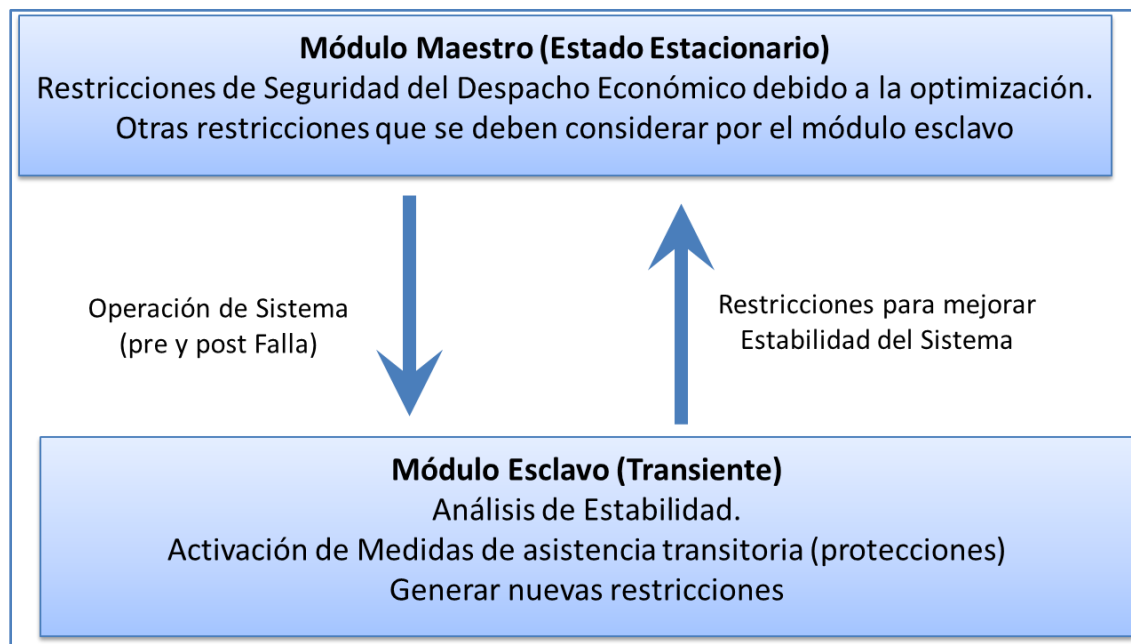 Módulo Maestro (Estado Estacionario)
Restricciones de Seguridad del Despacho Económico debido a la optimización.
Otras restricciones que se deben considerar por el módulo esclavo
Operación de Sistema
(pre y post Falla)
Restricciones para mejorar
Estabilidad del Sistema
Módulo Esclavo (Transiente)
Análisis de Estabilidad.
Activación de Medidas de asistencia transitoria (protecciones)
Generar nuevas restricciones